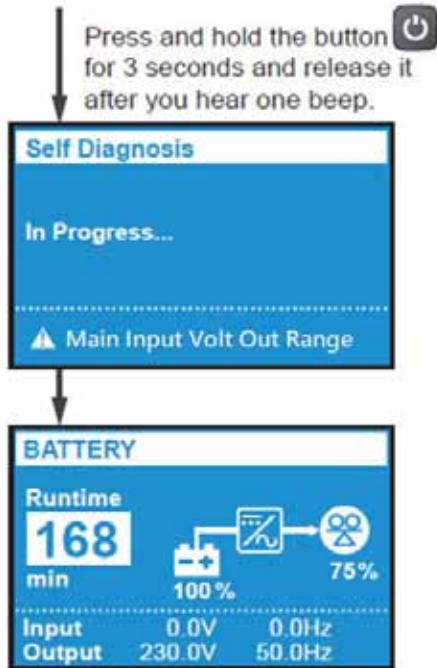 Press and hold the button
for 3 seconds and release it
after you hear one beep.
Self Diagnosis
In Progress...
Main Input Volt Out Range
BATTERY
Runtime
168
min
100%
75%
Input 0.0V 0.0Hz
Output 230.0V 50.0Hz